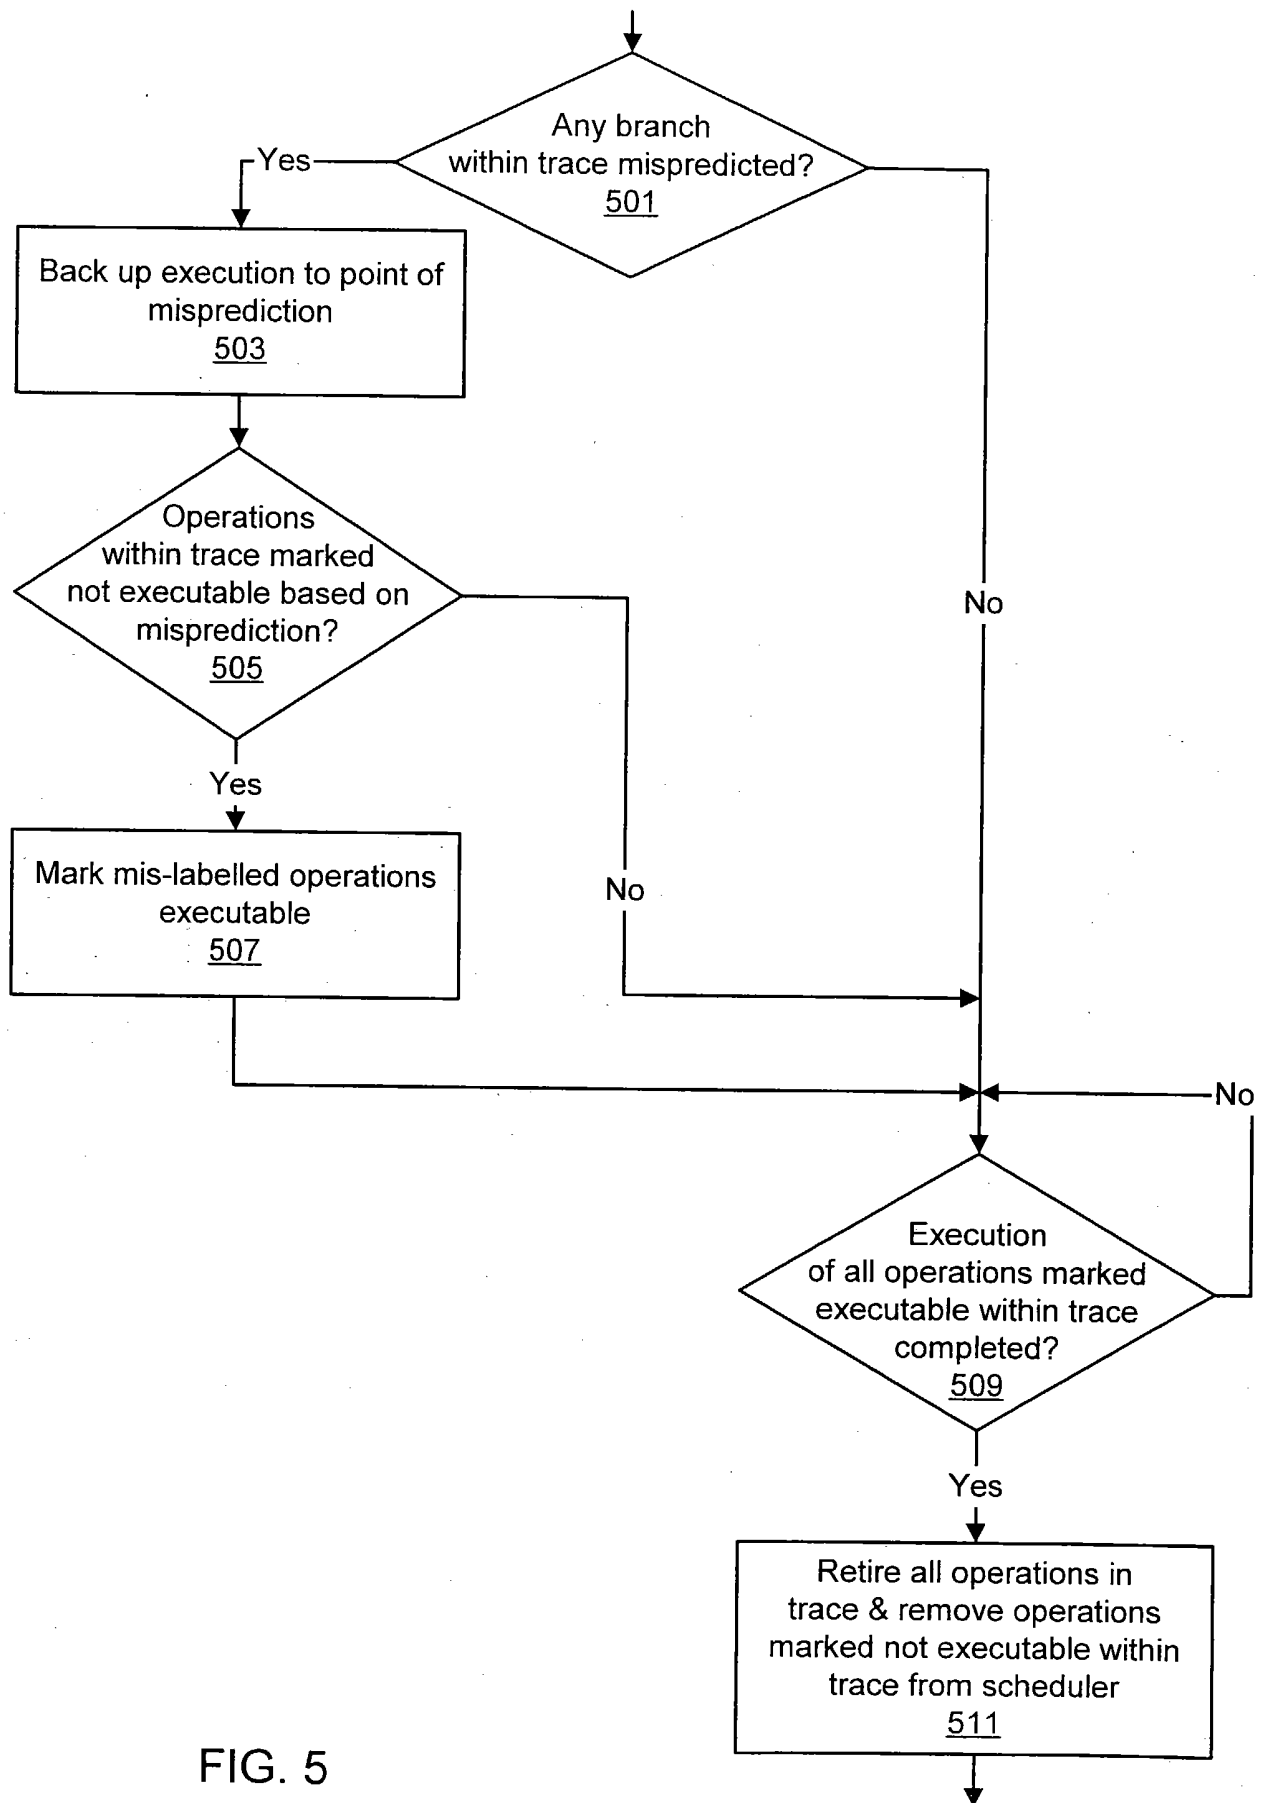 Any branch
within trace mispredicted?
501
Yes
Back up execution to point of
misprediction
503
Operations
within trace marked
not executable based on
misprediction?
505
No
Yes
Mark mis-labelled operations
executable
507
No
No
Execution
of all operations marked
executable within trace
completed?
509
Yes
Retire all operations in
trace & remove operations
marked not executable within
trace from scheduler
511
FIG. 5